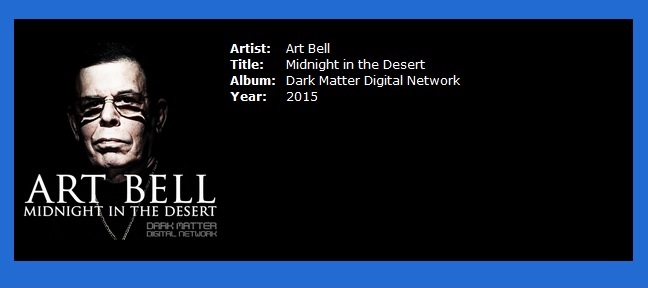 Artist: Art Bell
Title: Midnight in the Desert
Album: Dark Matter Digital Network
Year: 2015
ART BELL
MIDNIGHT IN THE DESERT
DARK MATTER
DIGITAL NETWORK